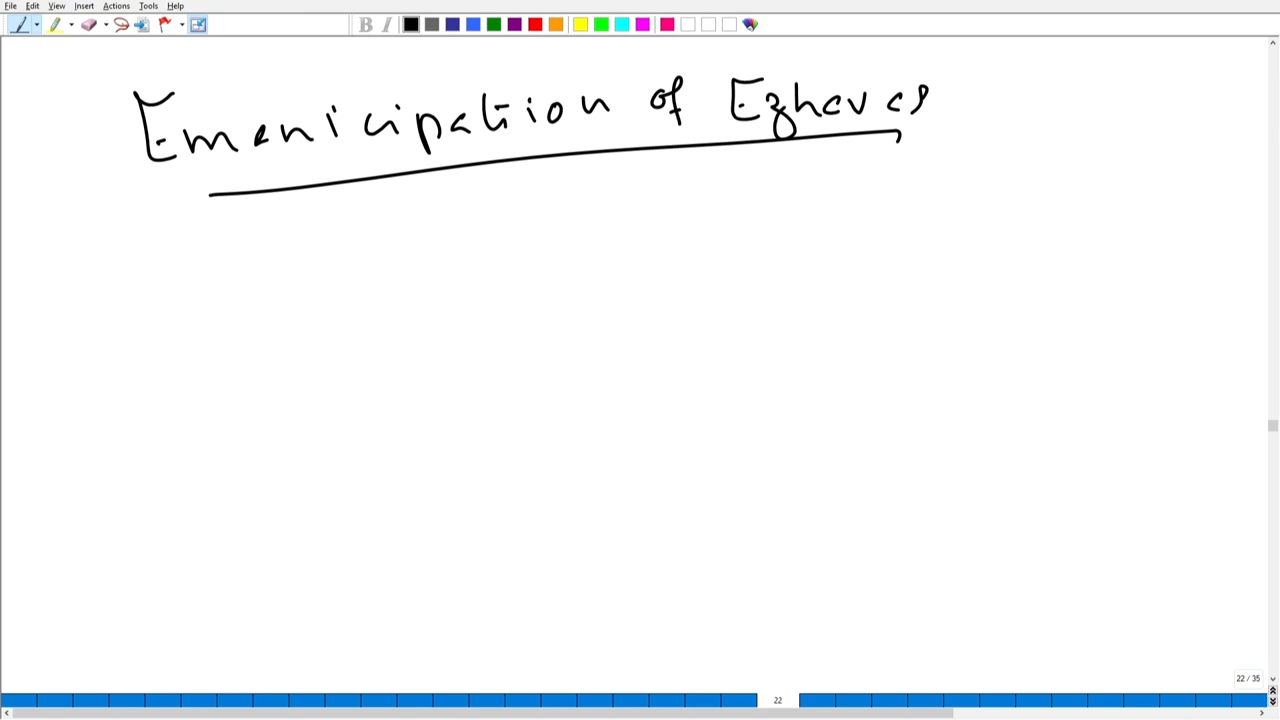 File Edit View Insert Actions Tools Help
B I
Emanicipation of Ezhavas
22 / 35
22